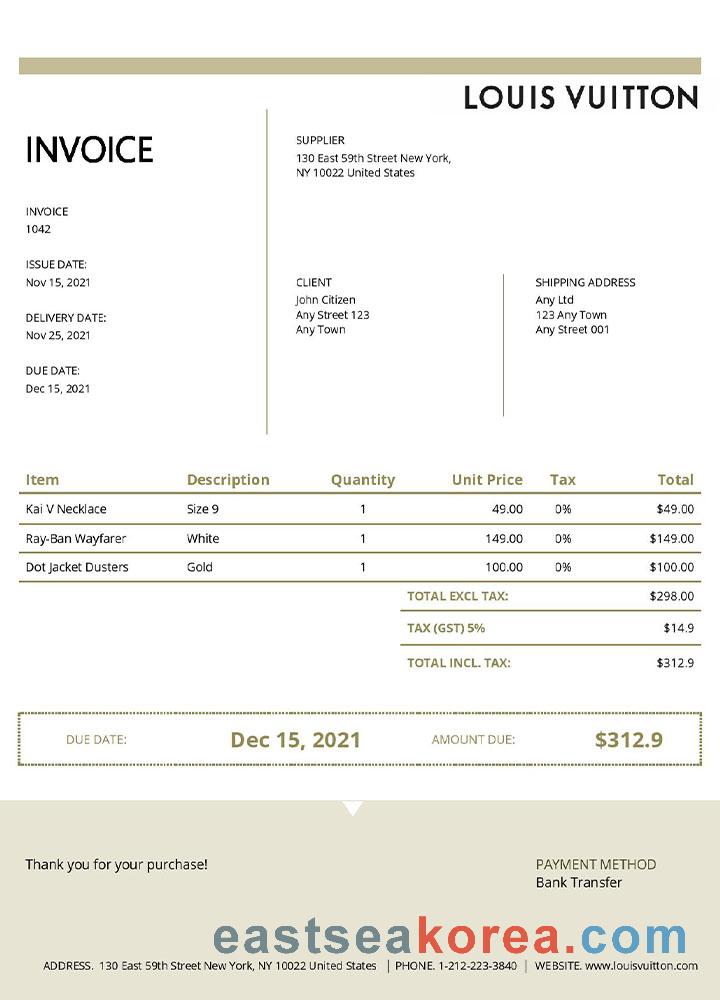 LOUIS VUITTON
INVOICE
INVOICE
1042
ISSUE DATE:
Nov 15, 2021
DELIVERY DATE:
Nov 25, 2021
DUE DATE:
Dec 15, 2021
SUPPLIER
130 East 59th Street New York,
NY 10022 United States
CLIENT
John Citizen
Any Street 123
Any Town
SHIPPING ADDRESS
Any Ltd
123 Any Town
Any Street 001
Item Description Quantity Unit Price Tax Total
Kai V Necklace Size 9 1 49.00 0% $49.00
Ray-Ban Wayfarer White 1 149.00 0% $149.00
Dot Jacket Dusters Gold 1 100.00 0% $100.00
TOTAL EXCL TAX: $298.00
TAX (GST) 5% $14.9
TOTAL INCL. TAX: $312.9
DUE DATE: Dec 15, 2021 AMOUNT DUE: $312.9
Thank you for your purchase!
PAYMENT METHOD
Bank Transfer
eastseakorea.com
ADDRESS. 130 East 59th Street New York, NY 10022 United States | PHONE. 1-212-223-3840 | WEBSITE. www.louisvuitton.com